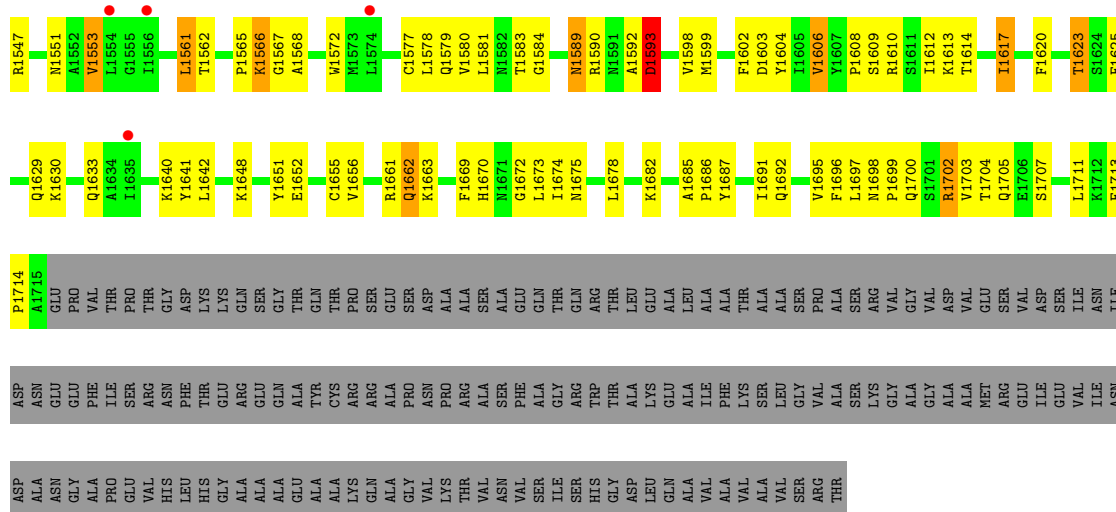 R1547 N1551 A1552 V1553 L1554 G1555 I1556 L1561 T1562 P1565 K1566 G1567 A1568 W1572 M1573 L1574 C1577 L1578 Q1579 V1580 L1581 N1582 T1583 G1584 N1589 R1590 N1591 A1592 D1593 V1598 M1599 F1602 D1603 Y1604 I1605 V1606 Y1607 P1608 S1609 R1610 S1611 I1612 K1613 T1614 I1617 F1620 T1623 S1624
Q1629 K1630 Q1633 A1634 I1635 K1640 Y1641 L1642 K1648 Y1651 E1652 C1655 V1656 R1661 Q1662 K1663 F1669 H1670 N1671 G1672 L1673 I1674 N1675 L1678 K1682 A1685 P1686 Y1687 I1691 Q1692 V1695 F1696 L1697 N1698 P1699 Q1700 S1701 R1702 V1703 T1704 Q1705 E1706 S1707 L1711 K1712
P1714 A1715 GLU PRO VAL THR PRO THR GLY ASP LYS LYS GLN SER GLY THR GLN THR PRO SER GLU SER ASP ALA ALA SER ALA GLU GLN THR GLN ARG THR LEU GLU ALA LEU ALA ALA THR ALA ALA SER PRO ALA SER ARG VAL GLY VAL ASP VAL GLU SER VAL ASP SER ILE ASN ILE
ASP ASN GLU GLU PHE ILE SER ARG ASN PHE THR GLU ARG GLU GLN ALA TYR CYS ARG ARG ALA PRO ASN PRO ARG ALA SER PHE ALA GLY ARG TRP THR ALA LYS GLU ALA ILE PHE LYS SER LEU GLY VAL ALA SER LYS GLY ALA GLY ALA ALA MET ARG GLU ILE GLU VAL ILE ASN
ASP ALA ASN GLY ALA PRO GLU VAL HIS LEU HIS GLY ALA ALA ALA GLU ALA ALA LYS GLN ALA GLY VAL LYS THR VAL ASN VAL SER ILE SER HIS GLY ASP LEU GLN ALA VAL ALA VAL ALA VAL SER ARG THR